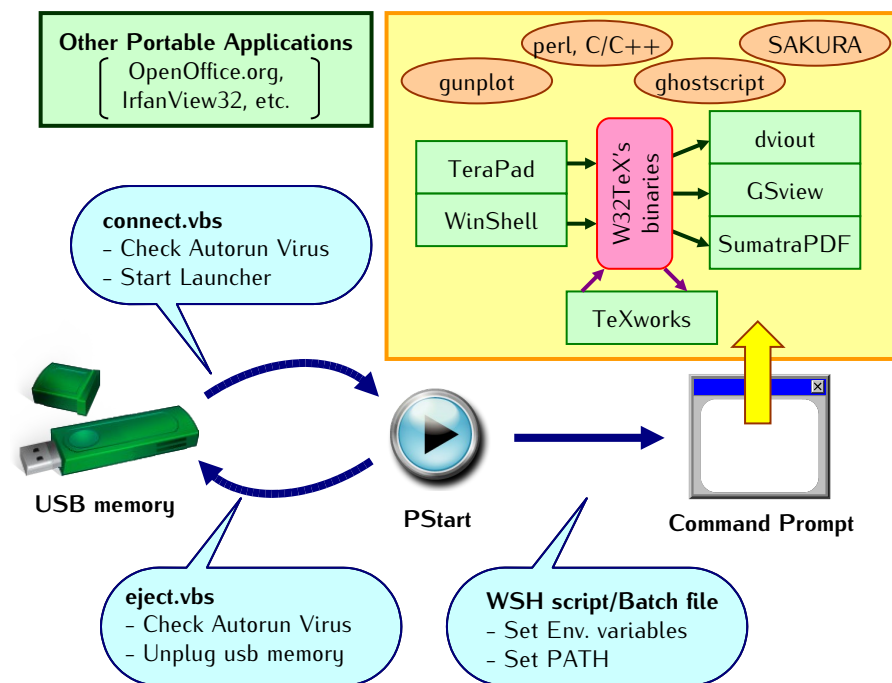 Other Portable Applications
OpenOffice.org,
IrfanView32, etc.
perl, C/C++
SAKURA
gunplot
ghostscript
TeraPad
WinShell
W32TeX's
binaries
dviout
GSview
SumatraPDF
TeXworks
connect.vbs
- Check Autorun Virus
- Start Launcher
USB memory
PStart
Command Prompt
eject.vbs
- Check Autorun Virus
- Unplug usb memory
WSH script/Batch file
- Set Env. variables
- Set PATH